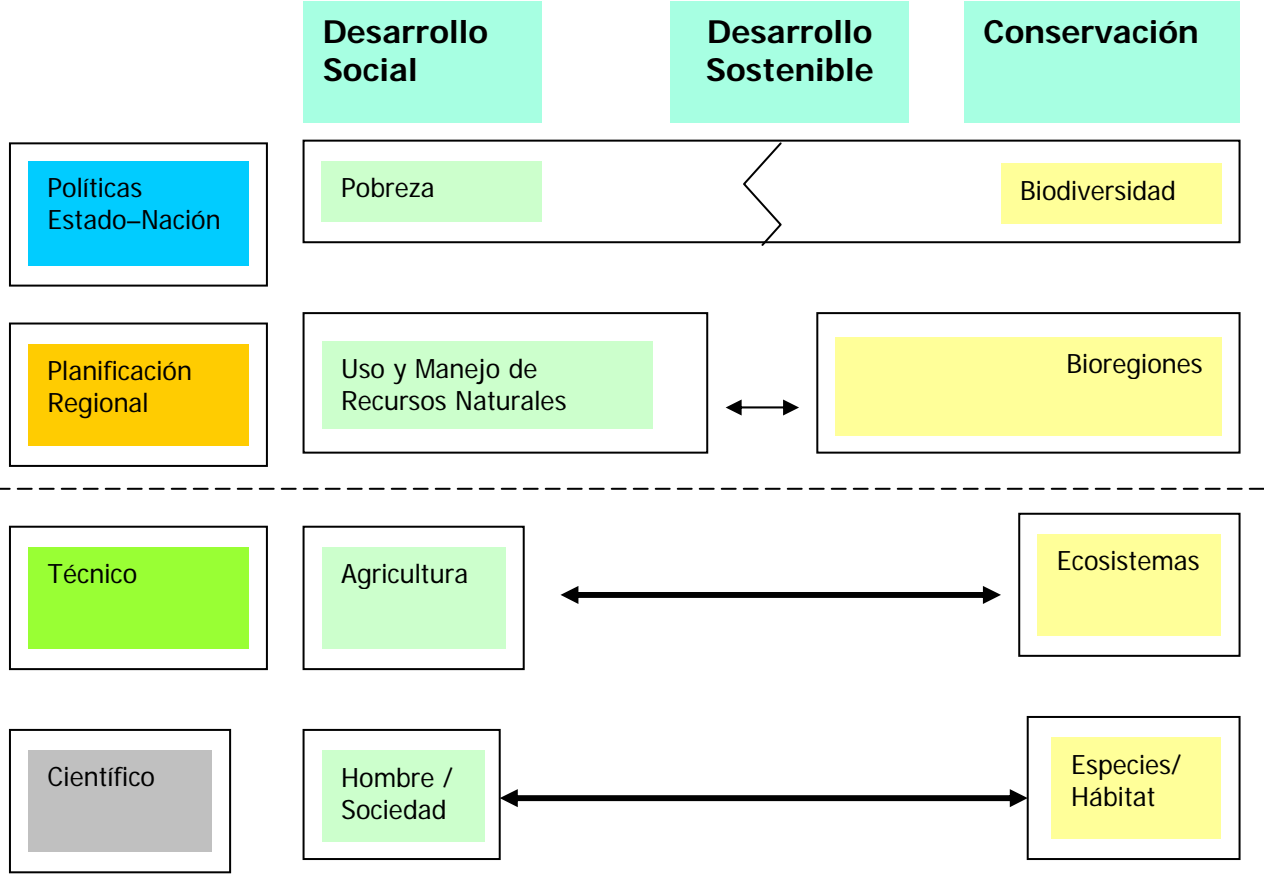 Desarrollo
Social
Desarrollo
Sostenible
Conservación
Políticas
Estado–Nación
Pobreza
Biodiversidad
Planificación
Regional
Uso y Manejo de
Recursos Naturales
Bioregiones
Técnico
Agricultura
Ecosistemas
Científico
Hombre /
Sociedad
Especies/
Hábitat